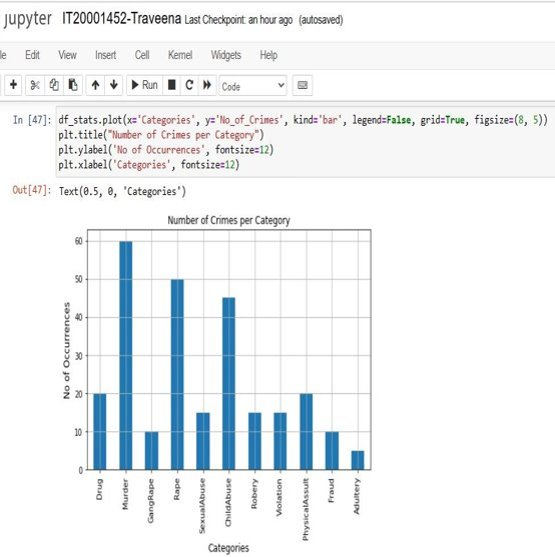 jupyter IT20001452-Traveena Last Checkpoint: an hour ago (autosaved)
le Edit View Insert Cell Kernel Widgets Help
Run Code
In [47]: df_stats.plot(x='Categories', y='No_of_Crimes', kind='bar', legend=False, grid=True, figsize=(8, 5))
plt.title("Number of Crimes per Category")
plt.ylabel('No of Occurrences', fontsize=12)
plt.xlabel('Categories', fontsize=12)
Out[47]: Text(0.5, 0, 'Categories')
Number of Crimes per Category
60
50
40
30
20
10
0
No of Occurrences
Drug
Murder
GangRape
Rape
SexualAbuse
ChildAbuse
Robery
Violation
PhysicalAssult
Fraud
Adultery
Categories